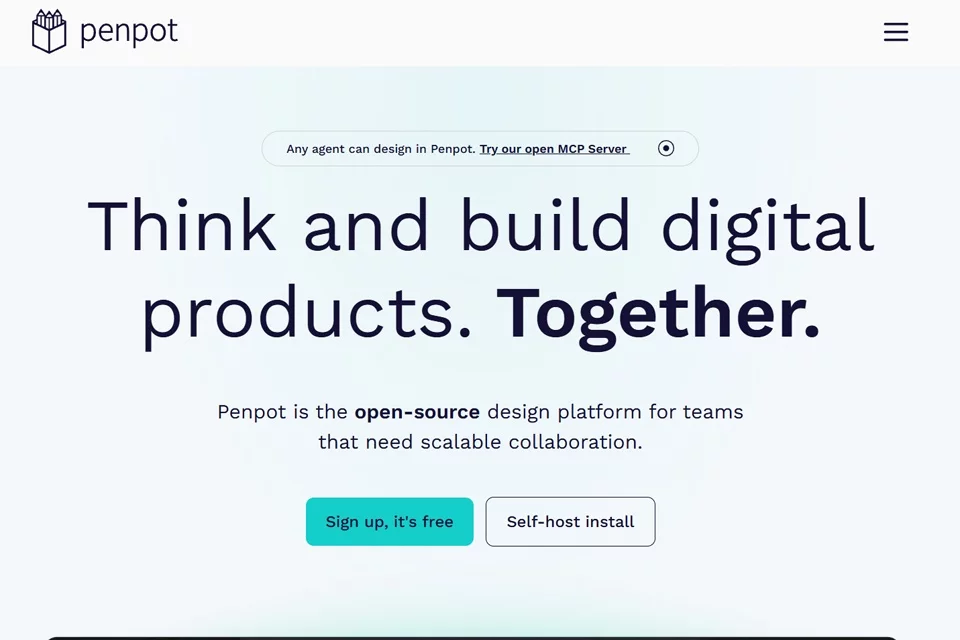 penpot
Any agent can design in Penpot. Try our open MCP Server
Think and build digital
products. Together.
Penpot is the open-source design platform for teams
that need scalable collaboration.
Sign up, it's free
Self-host install